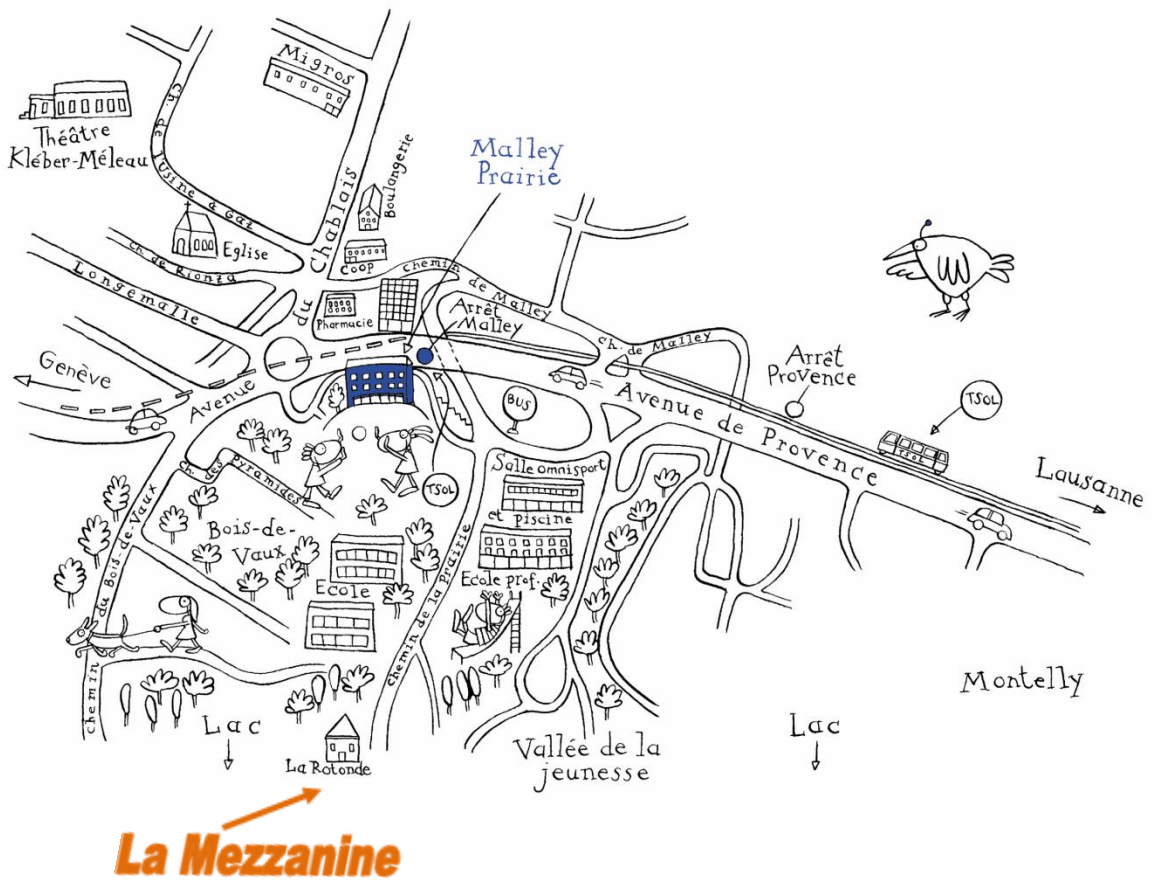 Migros
Théâtre
Kléber-Méleau
Ch. de l'Usine à Gaz
Malley
Prairie
Boulangerie
Eglise
COOP
Avenue du Chablais
Ch. de Rionza
Longemalle
Chemin de Malley
Pharmacie
Arrêt
Malley
Ch. de Malley
Arrêt
Provence
TSOL
TSOL
Genève
BUS
Avenue de Provence
Lausanne
Salle omnisport
et piscine
Ch. des Pyramides
TSOL
Bois-de-
Vaux
Ecole
Ecole prof.
chemin de la Prairie
chemin du Bois-de-Vaux
Montelly
Lac
Lac
Vallée de la
jeunesse
La Rotonde
La Mezzanine